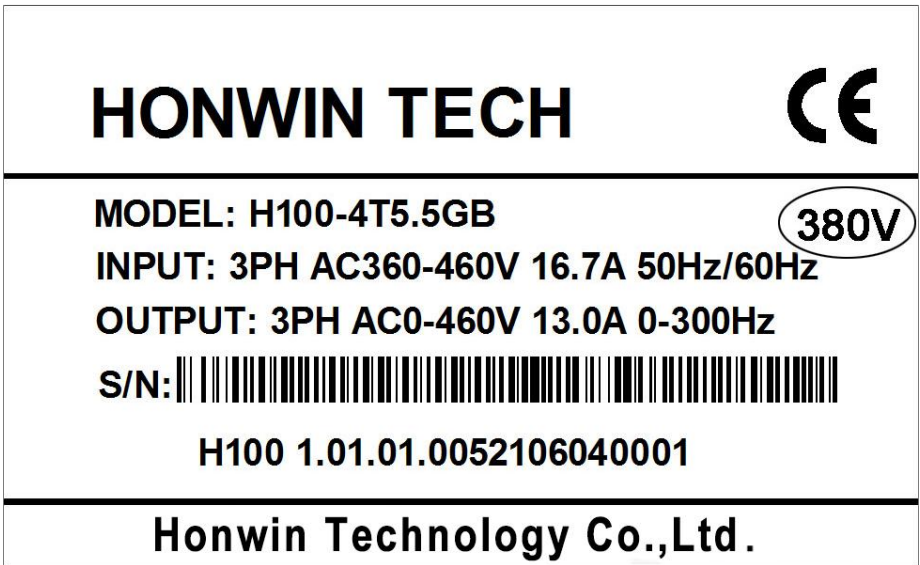 HONWIN TECH CE
MODEL: H100-4T5.5GB
380V
INPUT: 3PH AC360-460V 16.7A 50Hz/60Hz
OUTPUT: 3PH AC0-460V 13.0A 0-300Hz
S/N:
H100 1.01.01.0052106040001
Honwin Technology Co.,Ltd.